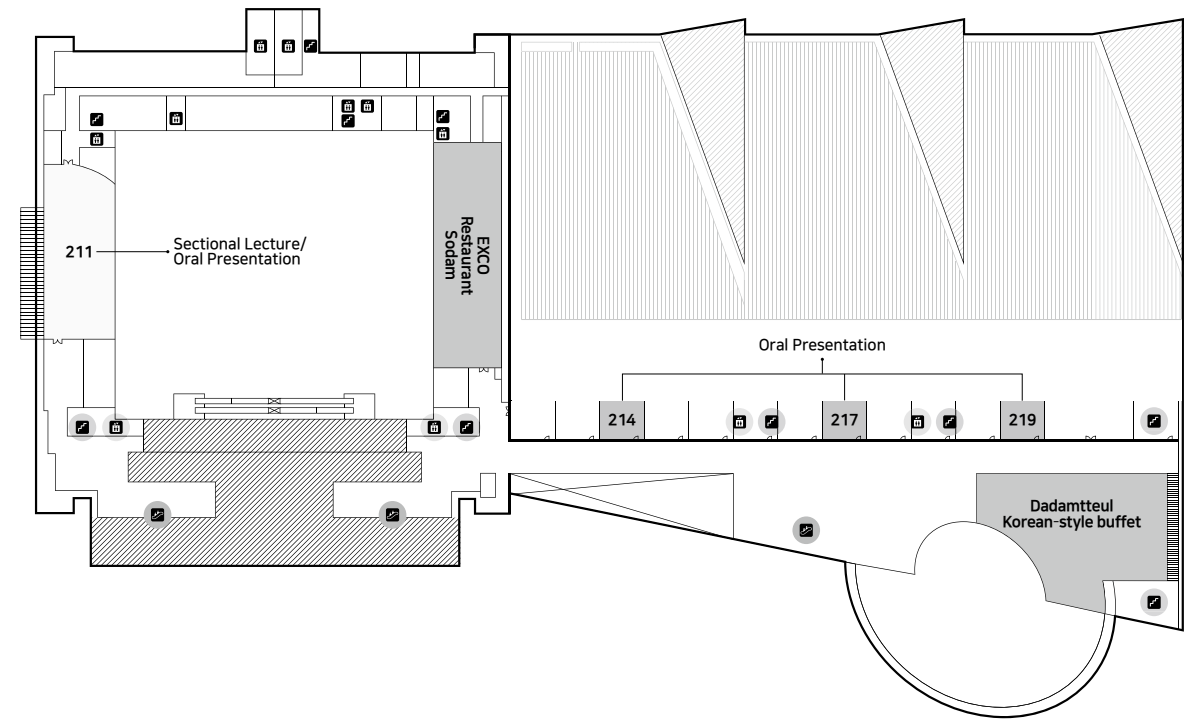 211
Sectional Lecture/
Oral Presentation
EXCO
Restaurant
Sodam
Oral Presentation
214
217
219
Dadamtteul
Korean-style buffet